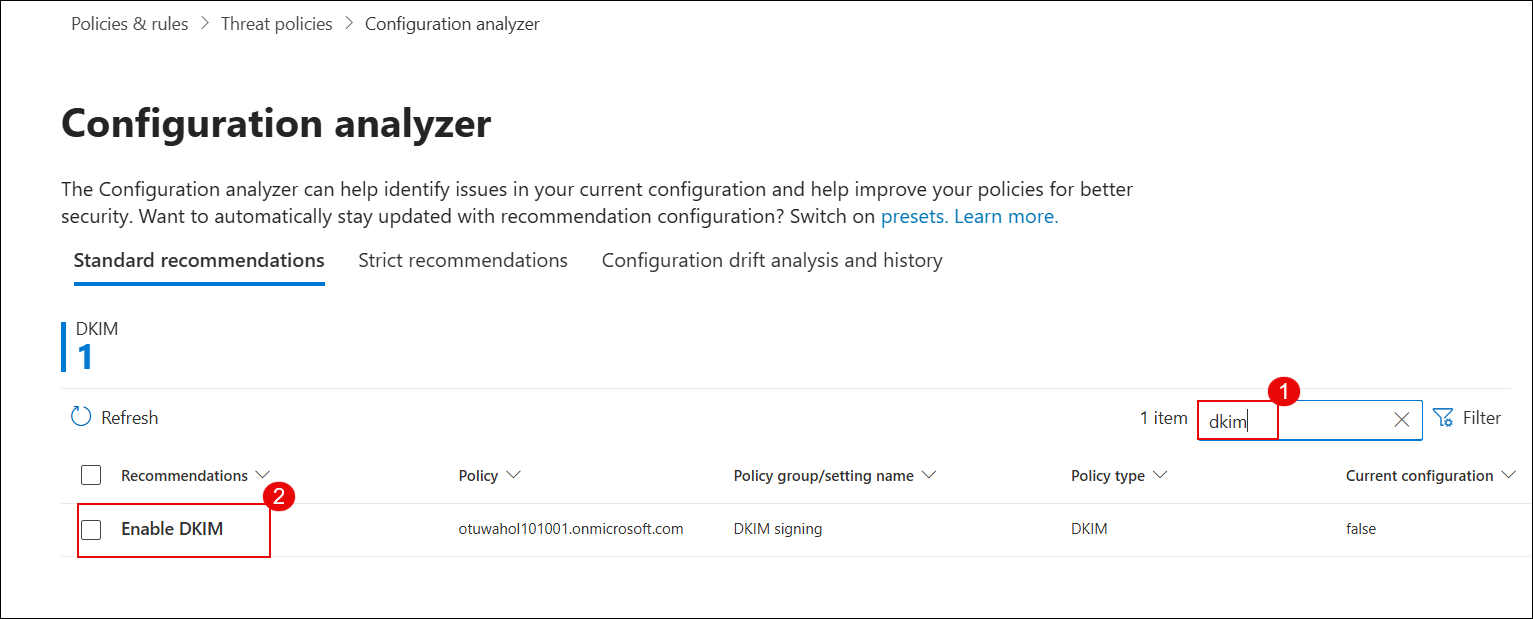 Policies & rules > Threat policies > Configuration analyzer
Configuration analyzer
The Configuration analyzer can help identify issues in your current configuration and help improve your policies for better
security. Want to automatically stay updated with recommendation configuration? Switch on presets. Learn more.
Standard recommendations Strict recommendations Configuration drift analysis and history
DKIM
1
1
Refresh 1 item dkim Filter
Recommendations Policy Policy group/setting name Policy type Current configuration
2
Enable DKIM otuwahol101001.onmicrosoft.com DKIM signing DKIM false